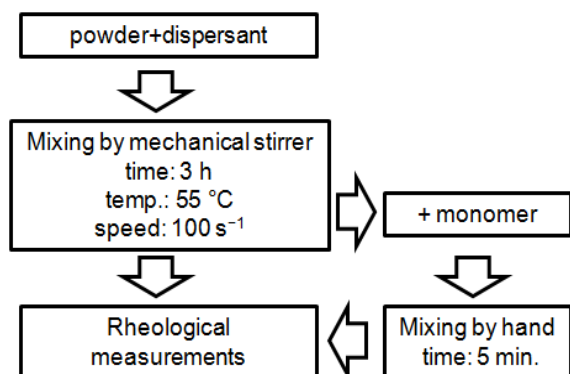 powder+dispersant
Mixing by mechanical stirrer
time: 3 h
temp.: 55 °C
speed: 100 s⁻¹
+ monomer
Rheological
measurements
Mixing by hand
time: 5 min.